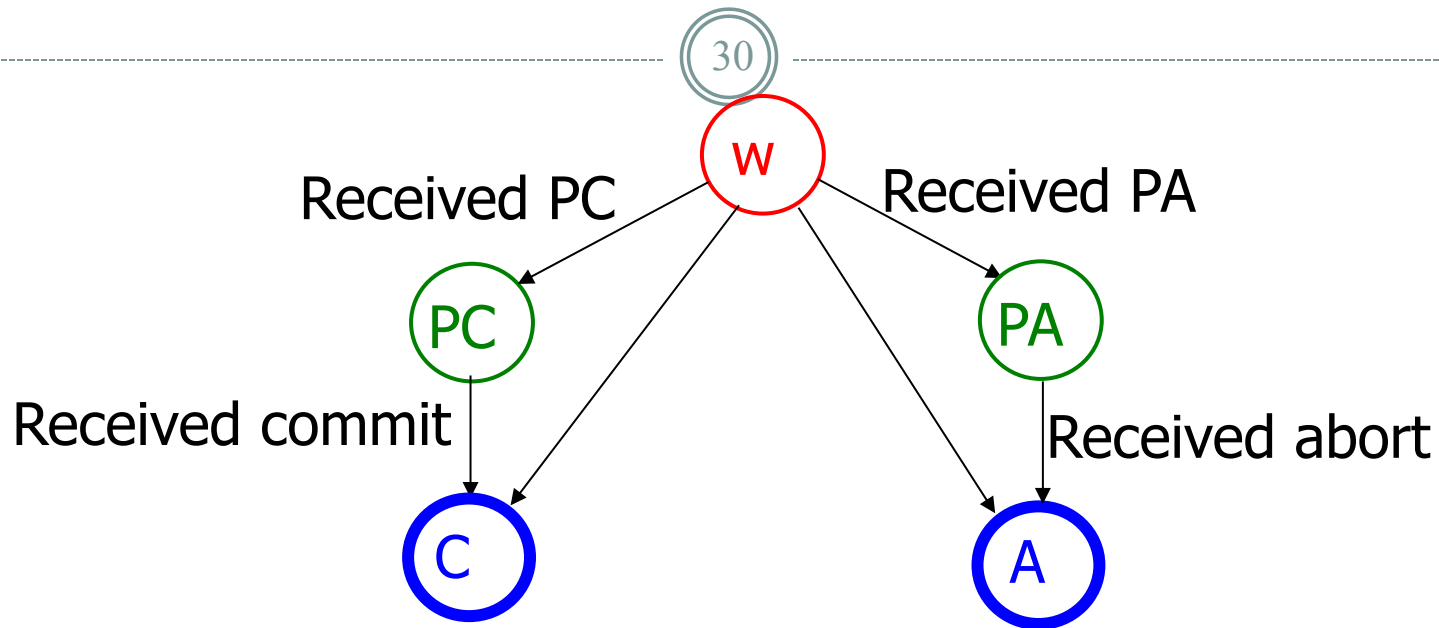 30
w
Received PC
Received PA
PC
PA
Received commit
Received abort
C
A